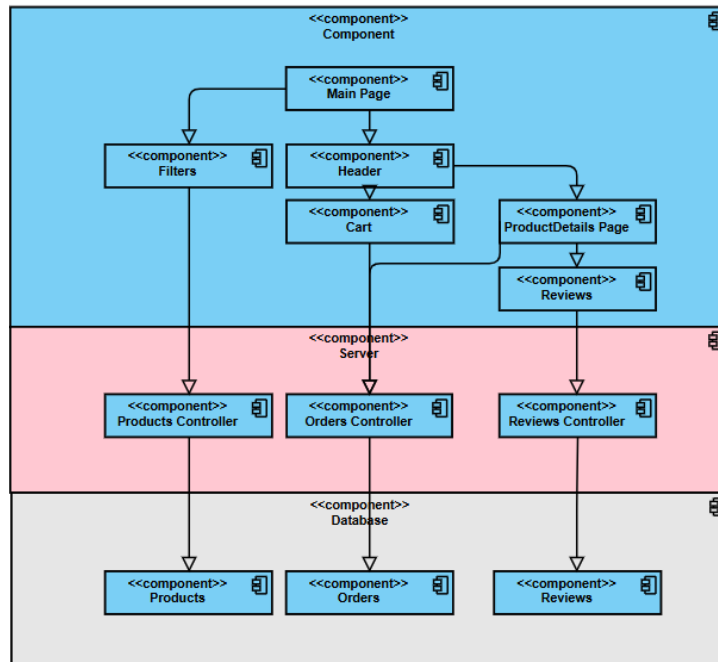 <<component>>
Component
<<component>>
Main Page
<<component>>
Filters
<<component>>
Header
<<component>>
Cart
<<component>>
ProductDetails Page
<<component>>
Reviews
<<component>>
Server
<<component>>
Products Controller
<<component>>
Orders Controller
<<component>>
Reviews Controller
<<component>>
Database
<<component>>
Products
<<component>>
Orders
<<component>>
Reviews